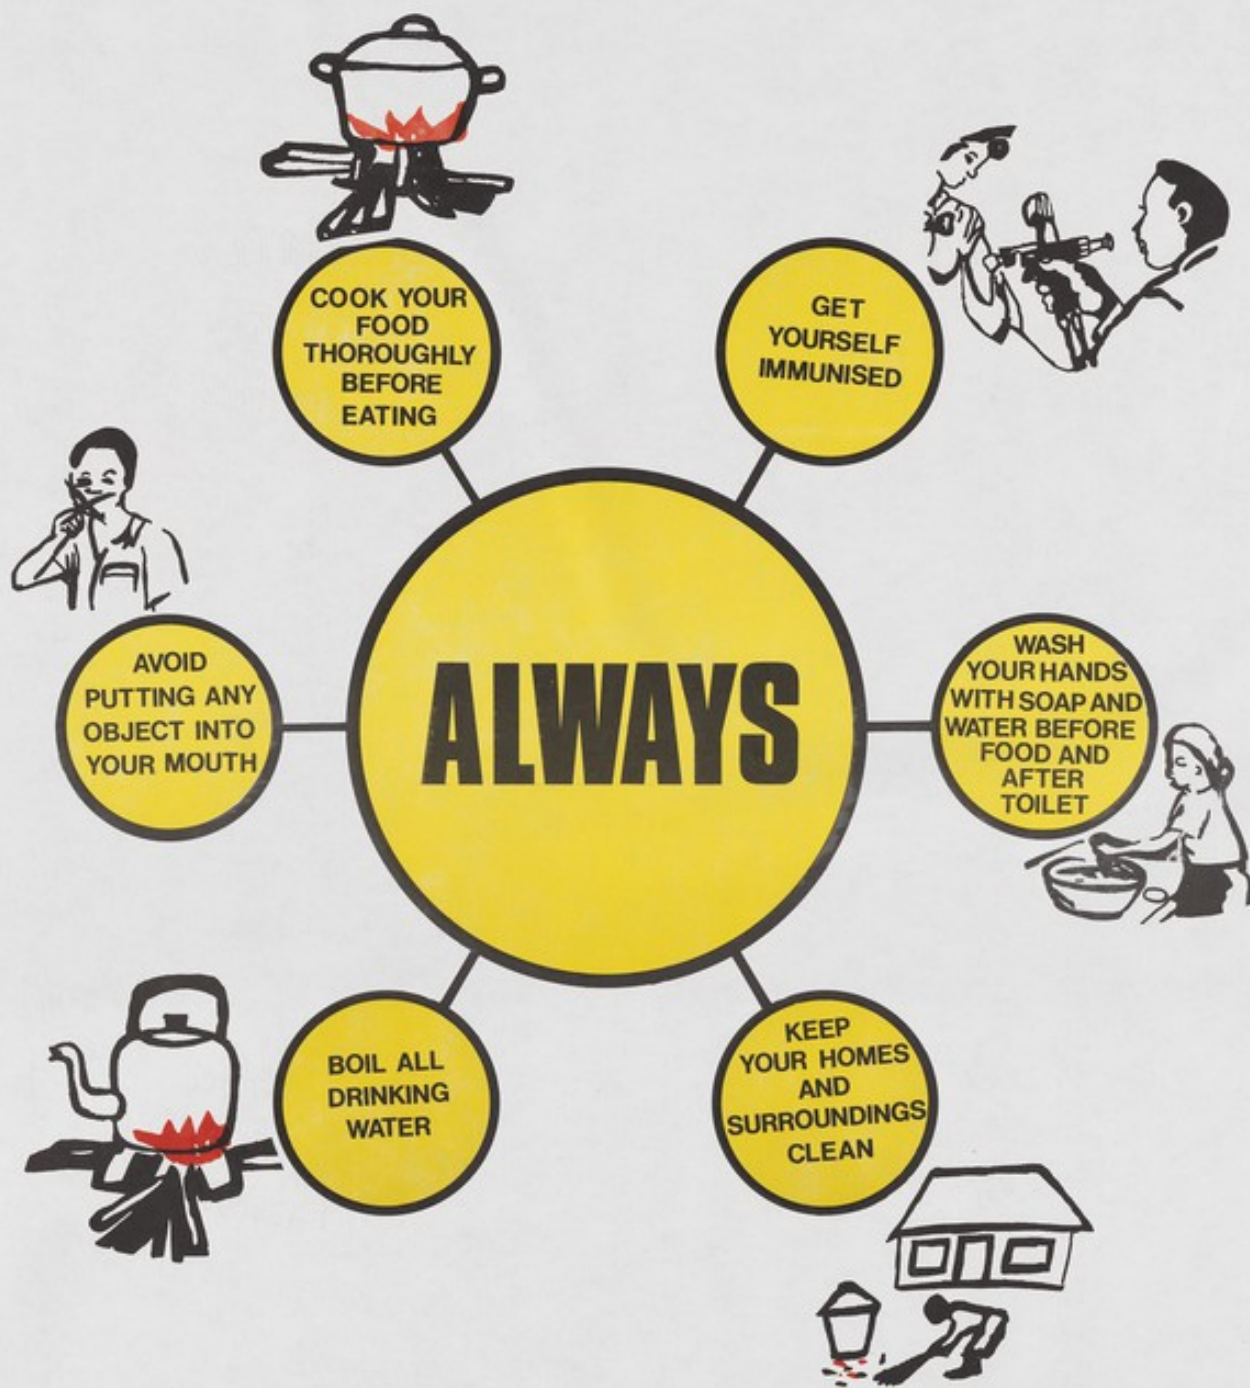 COOK YOUR
FOOD
THOROUGHLY
BEFORE
EATING
GET
YOURSELF
IMMUNISED
AVOID
PUTTING ANY
OBJECT INTO
YOUR MOUTH
ALWAYS
WASH
YOUR HANDS
WITH SOAP AND
WATER BEFORE
FOOD AND
AFTER
TOILET
BOIL ALL
DRINKING
WATER
KEEP
YOUR HOMES
AND
SURROUNDINGS
CLEAN